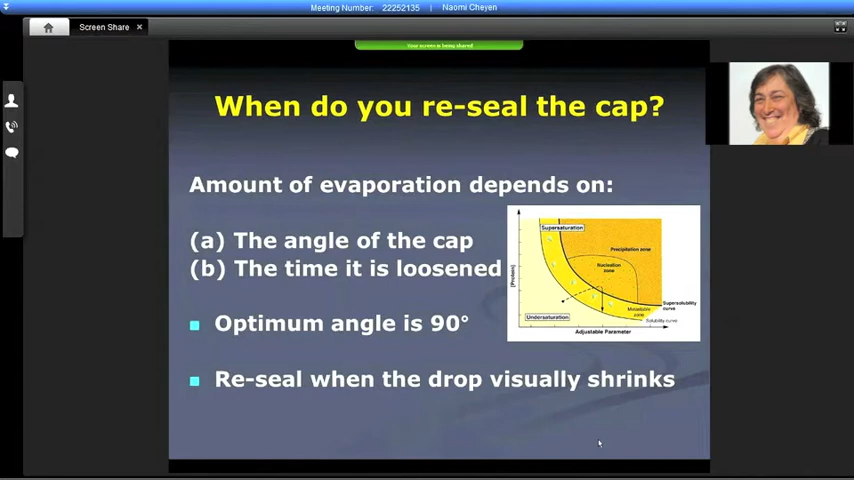 Meeting Number: 22252135 | Naomi Cheyen
Screen Share ×
Your screen is being shared
When do you re-seal the cap?
Amount of evaporation depends on:
(a) The angle of the cap
(b) The time it is loosened
Optimum angle is 90°
Re-seal when the drop visually shrinks
Supersaturation
Precipitation zone
Nucleation
zone
[Protein]
Supersolubility
curve
Metastable
zone
Undersaturation
Solubility curve
Adjustable Parameter